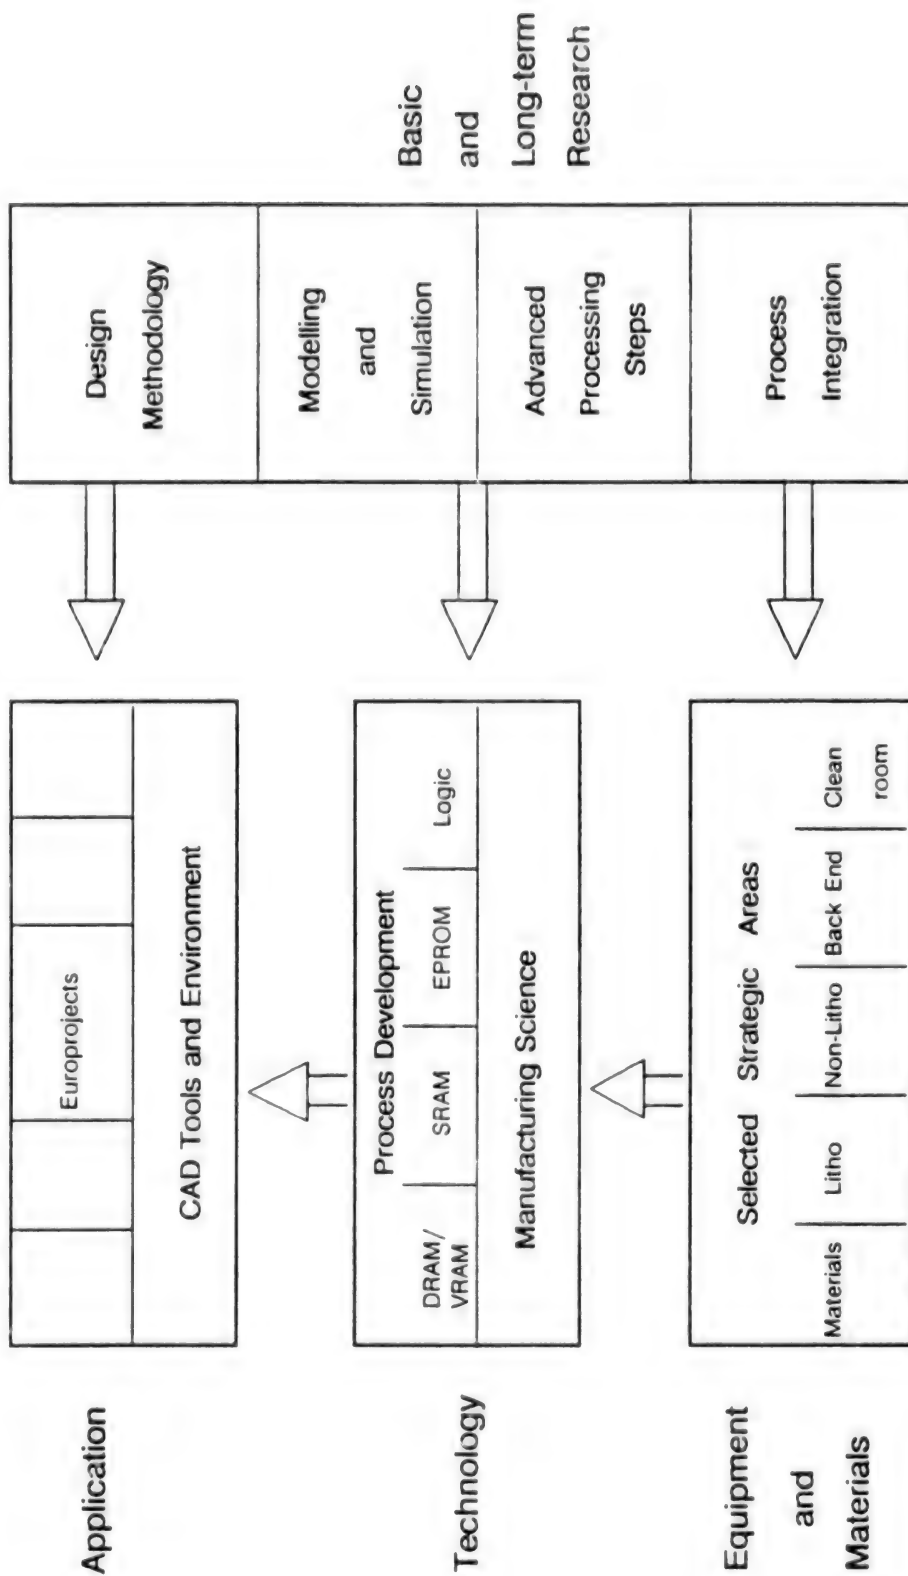 Application
Europrojects
CAD Tools and Environment
Design
Methodology
Technology
Process Development
DRAM/
VRAM
SRAM
EPROM
Logic
Manufacturing Science
Modelling
and
Simulation
Advanced
Processing
Steps
Equipment
and
Materials
Selected Strategic Areas
Materials
Litho
Non-Litho
Back End
Clean
room
Process
Integration
Basic
and
Long-term
Research